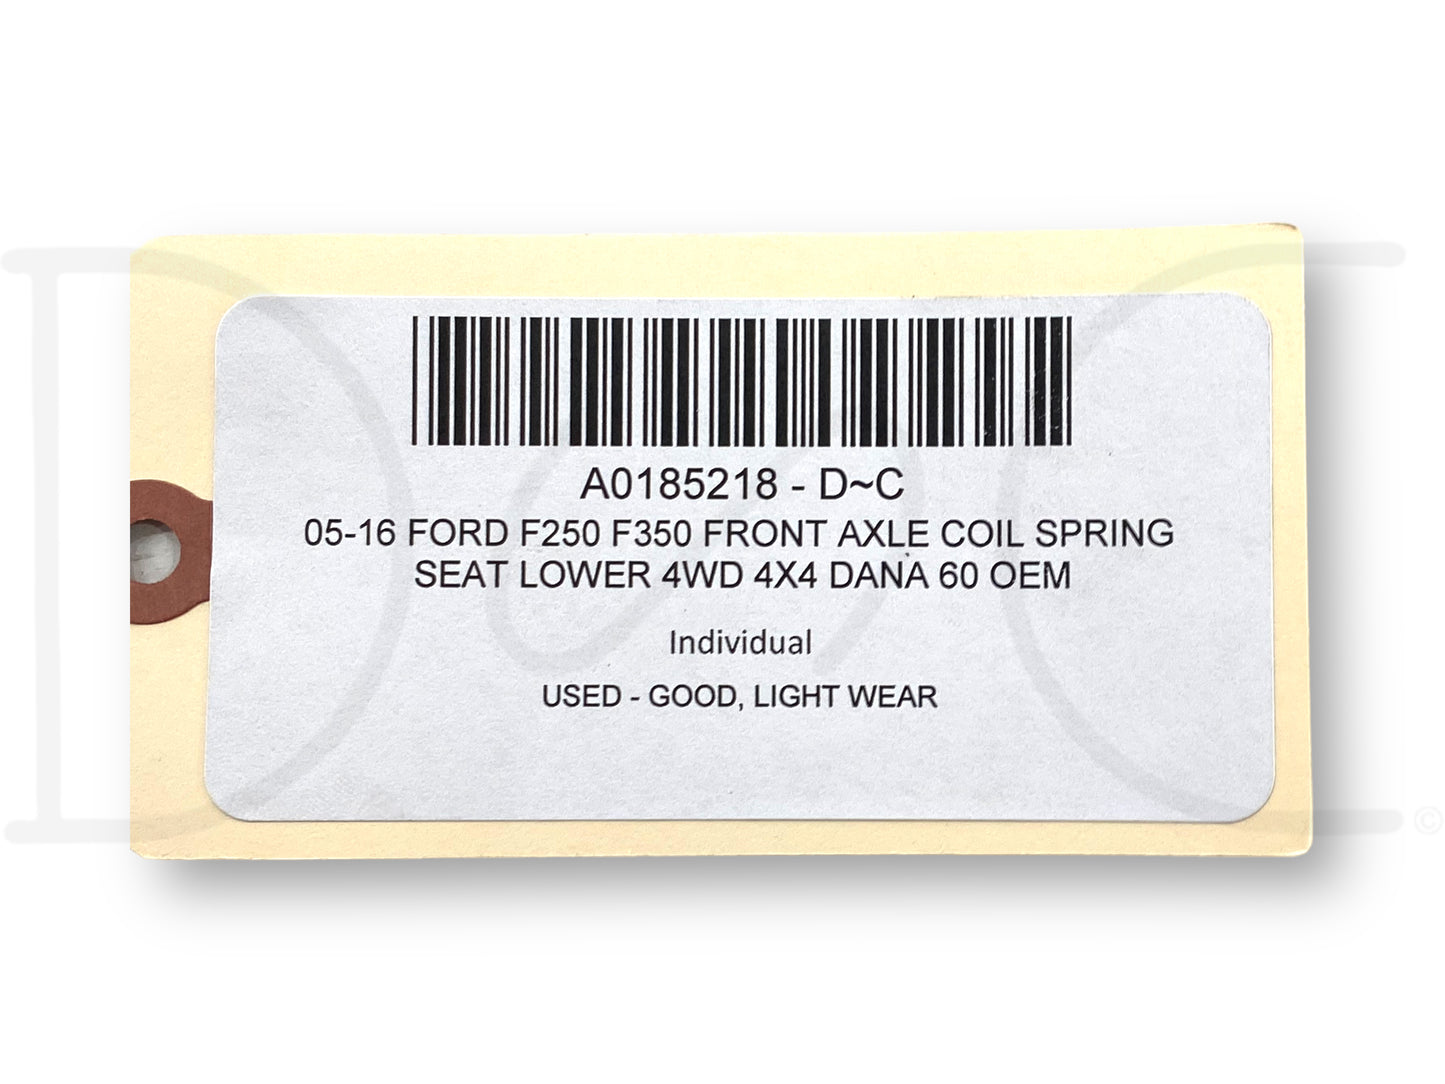 A0185218 - D~C
05-16 FORD F250 F350 FRONT AXLE COIL SPRING
SEAT LOWER 4WD 4X4 DANA 60 OEM
Individual
USED - GOOD, LIGHT WEAR
D~C
©